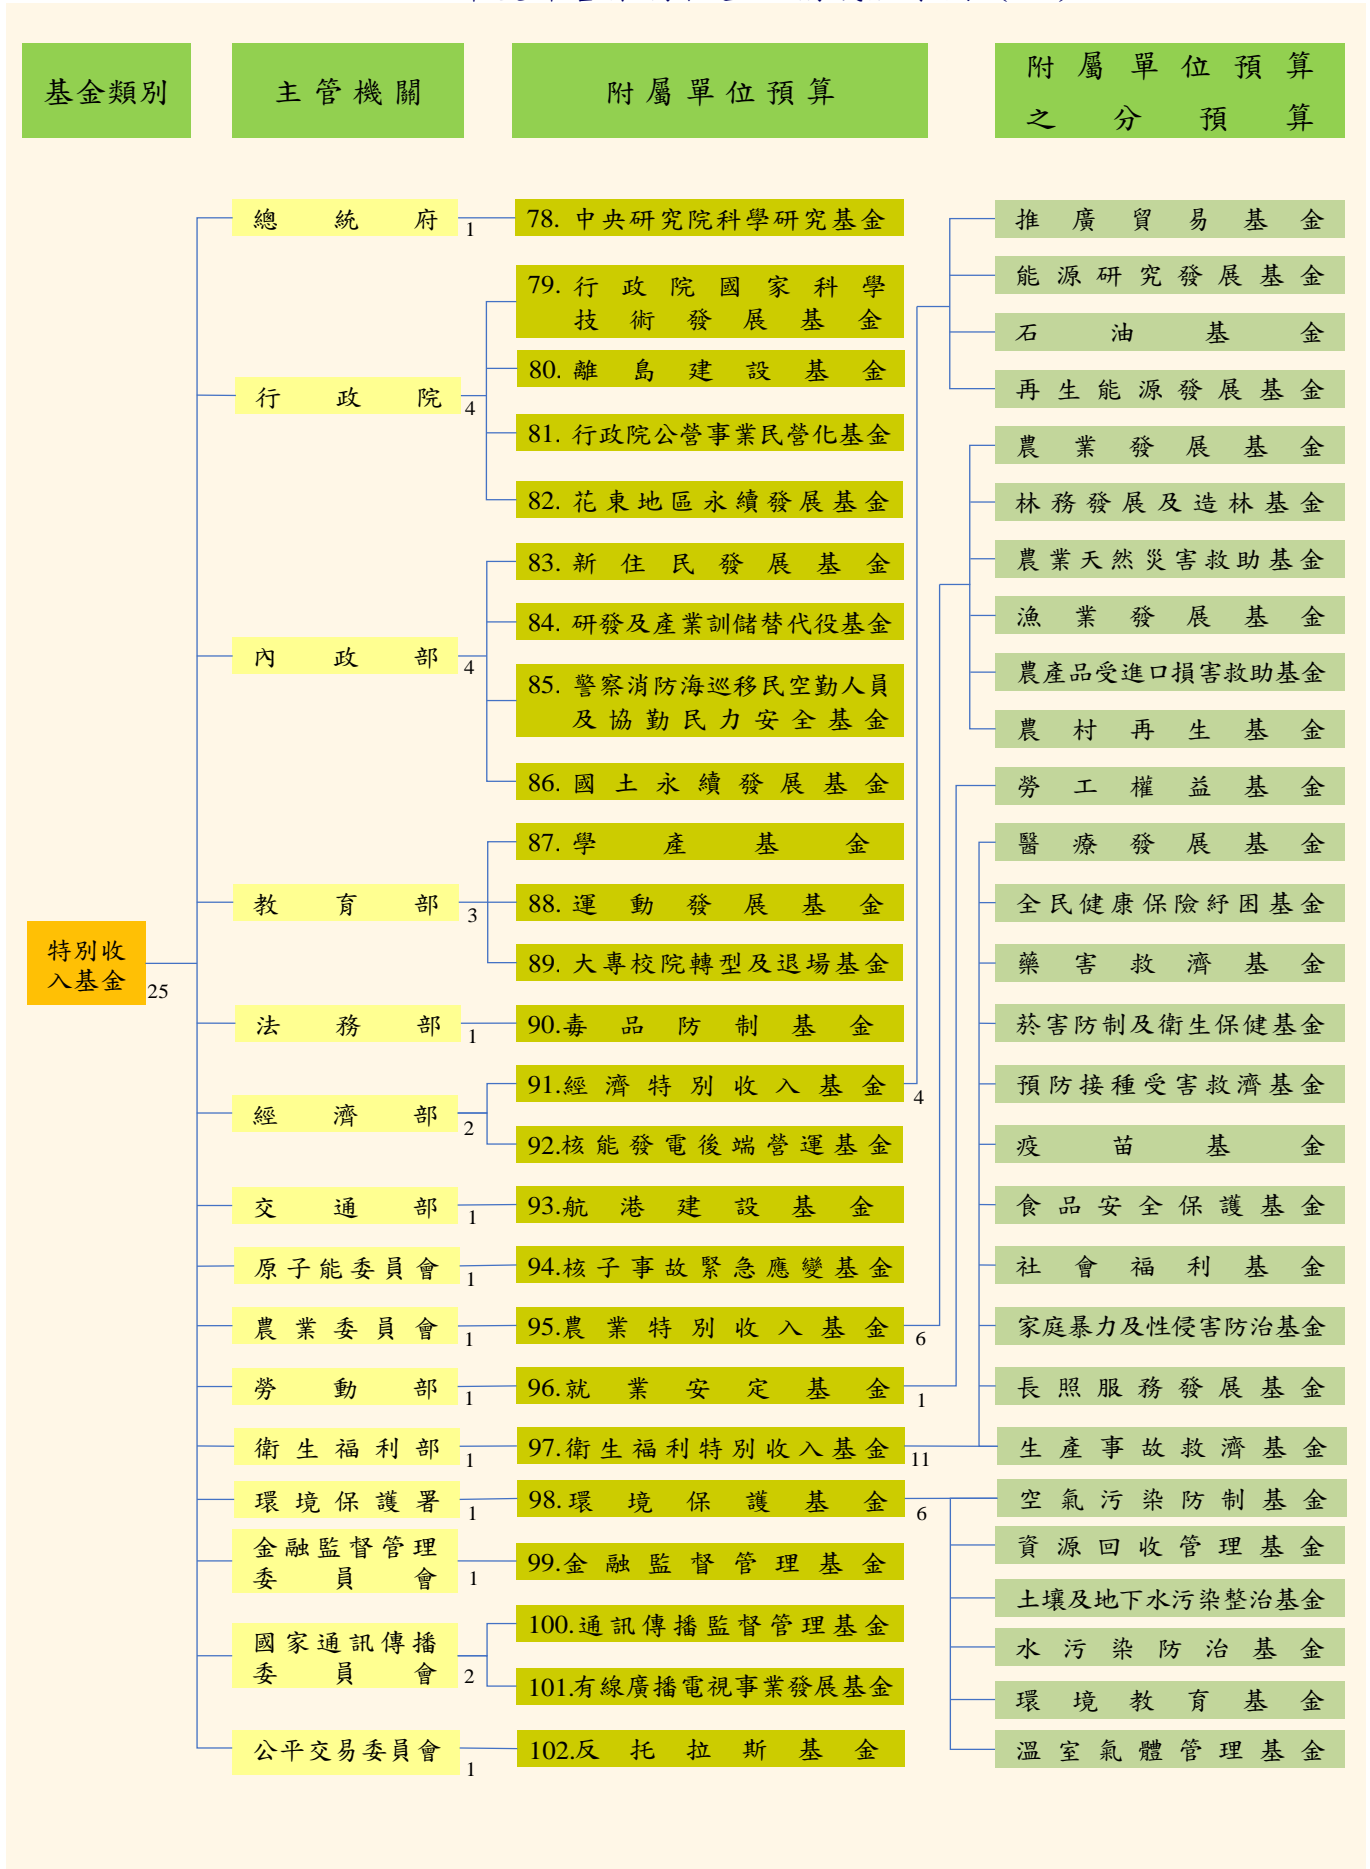 基金類別
主管機關
附屬單位預算
附屬單位預算
之分預算
特別收
入基金
25
總統府
1
78. 中央研究院科學研究基金
行政院
4
79. 行政院國家科學
技術發展基金
80. 離島建設基金
81. 行政院公營事業民營化基金
82. 花東地區永續發展基金
內政部
4
83. 新住民發展基金
84. 研發及產業訓儲替代役基金
85. 警察消防海巡移民空勤人員
及協勤民力安全基金
86. 國土永續發展基金
教育部
3
87. 學產基金
88. 運動發展基金
89. 大專校院轉型及退場基金
法務部
1
90.毒品防制基金
經濟部
2
91.經濟特別收入基金
4
92.核能發電後端營運基金
交通部
1
93.航港建設基金
原子能委員會
1
94.核子事故緊急應變基金
農業委員會
1
95.農業特別收入基金
6
勞動部
1
96.就業安定基金
1
衛生福利部
1
97.衛生福利特別收入基金
11
環境保護署
1
98.環境保護基金
6
金融監督管理
委員會
1
99.金融監督管理基金
國家通訊傳播
委員會
2
100.通訊傳播監督管理基金
101.有線廣播電視事業發展基金
公平交易委員會
1
102.反托拉斯基金
推廣貿易基金
能源研究發展基金
石油基金
再生能源發展基金
農業發展基金
林務發展及造林基金
農業天然災害救助基金
漁業發展基金
農產品受進口損害救助基金
農村再生基金
勞工權益基金
醫療發展基金
全民健康保險紓困基金
藥害救濟基金
菸害防制及衛生保健基金
預防接種受害救濟基金
疫苗基金
食品安全保護基金
社會福利基金
家庭暴力及性侵害防治基金
長照服務發展基金
生產事故救濟基金
空氣污染防制基金
資源回收管理基金
土壤及地下水污染整治基金
水污染防治基金
環境教育基金
溫室氣體管理基金